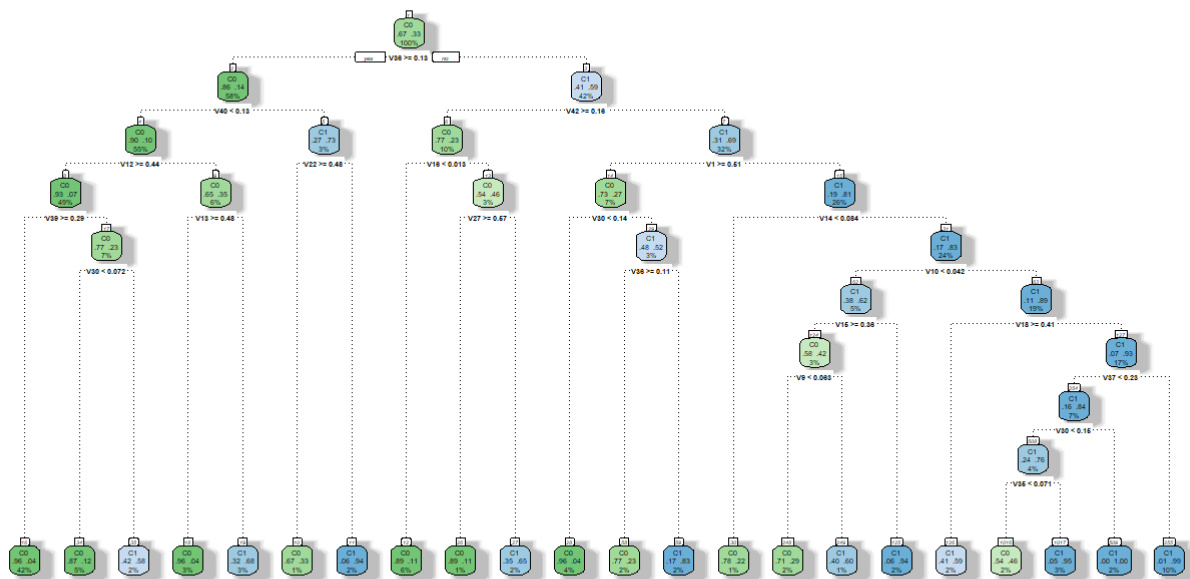 C0
.67 .33
100%
yes V36 >= 0.13 no
C0
.86 .14
58%
C1
.41 .59
42%
V40 < 0.13
V42 >= 0.16
C0
.90 .10
55%
C1
.27 .73
3%
C0
.77 .23
10%
C1
.31 .69
32%
V12 >= 0.44
V22 >= 0.48
V16 < 0.013
V1 >= 0.51
C0
.93 .07
49%
C0
.65 .35
6%
C0
.54 .46
3%
C0
.73 .27
7%
C1
.19 .81
26%
V39 >= 0.29
V13 >= 0.48
V27 >= 0.57
V30 < 0.14
V14 < 0.084
C0
.77 .23
7%
C1
.48 .52
3%
C1
.17 .83
24%
V30 < 0.072
V36 >= 0.11
V10 < 0.042
C1
.38 .62
5%
C1
.11 .89
19%
V15 >= 0.36
V18 >= 0.41
C0
.58 .42
3%
C1
.07 .93
17%
V9 < 0.063
V37 < 0.23
C1
.16 .84
7%
V30 < 0.15
C1
.24 .76
4%
V35 < 0.071
C0
.96 .04
42%
C0
.87 .12
5%
C1
.42 .58
2%
C0
.96 .04
3%
C1
.32 .68
3%
C0
.67 .33
1%
C1
.06 .94
2%
C0
.89 .11
6%
C0
.89 .11
1%
C1
.35 .65
2%
C0
.96 .04
4%
C0
.77 .23
2%
C1
.17 .83
2%
C0
.78 .22
1%
C0
.71 .29
2%
C1
.40 .60
1%
C1
.06 .94
2%
C1
.41 .59
2%
C0
.54 .46
2%
C1
.05 .95
3%
C1
.00 1.00
2%
C1
.01 .99
10%